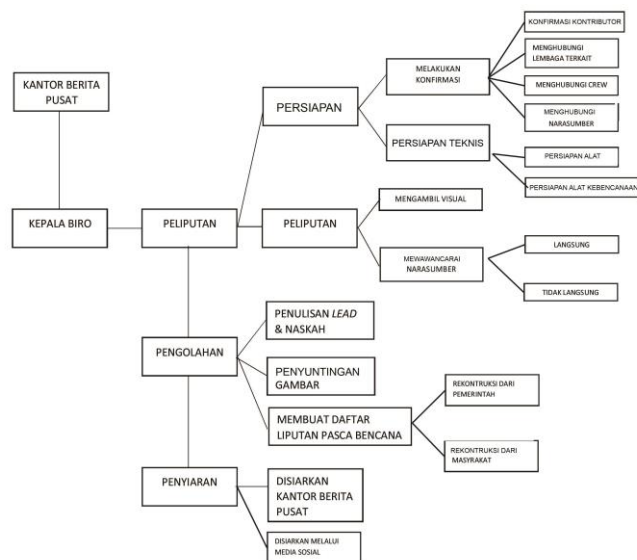 KANTOR BERITA
PUSAT
KEPALA BIRO
PELIPUTAN
PERSIAPAN
MELAKUKAN
KONFIRMASI
KONFIRMASI KONTRIBUTOR
MENGHUBUNGI
LEMBAGA TERKAIT
MENGHUBUNGI CREW
MENGHUBUNGI
NARASUMBER
PERSIAPAN TEKNIS
PERSIAPAN ALAT
PERSIAPAN ALAT KEBENCANAAN
PELIPUTAN
MENGAMBIL VISUAL
MEWAWANCARAI
NARASUMBER
LANGSUNG
TIDAK LANGSUNG
PENGOLAHAN
PENULISAN LEAD
& NASKAH
PENYUNTINGAN
GAMBAR
MEMBUAT DAFTAR
LIPUTAN PASCA BENCANA
REKONTRUKSI DARI
PEMERINTAH
REKONTRUKSI DARI
MASYRAKAT
PENYIARAN
DISIARKAN
KANTOR BERITA
PUSAT
DISIARKAN MELALUI
MEDIA SOSIAL